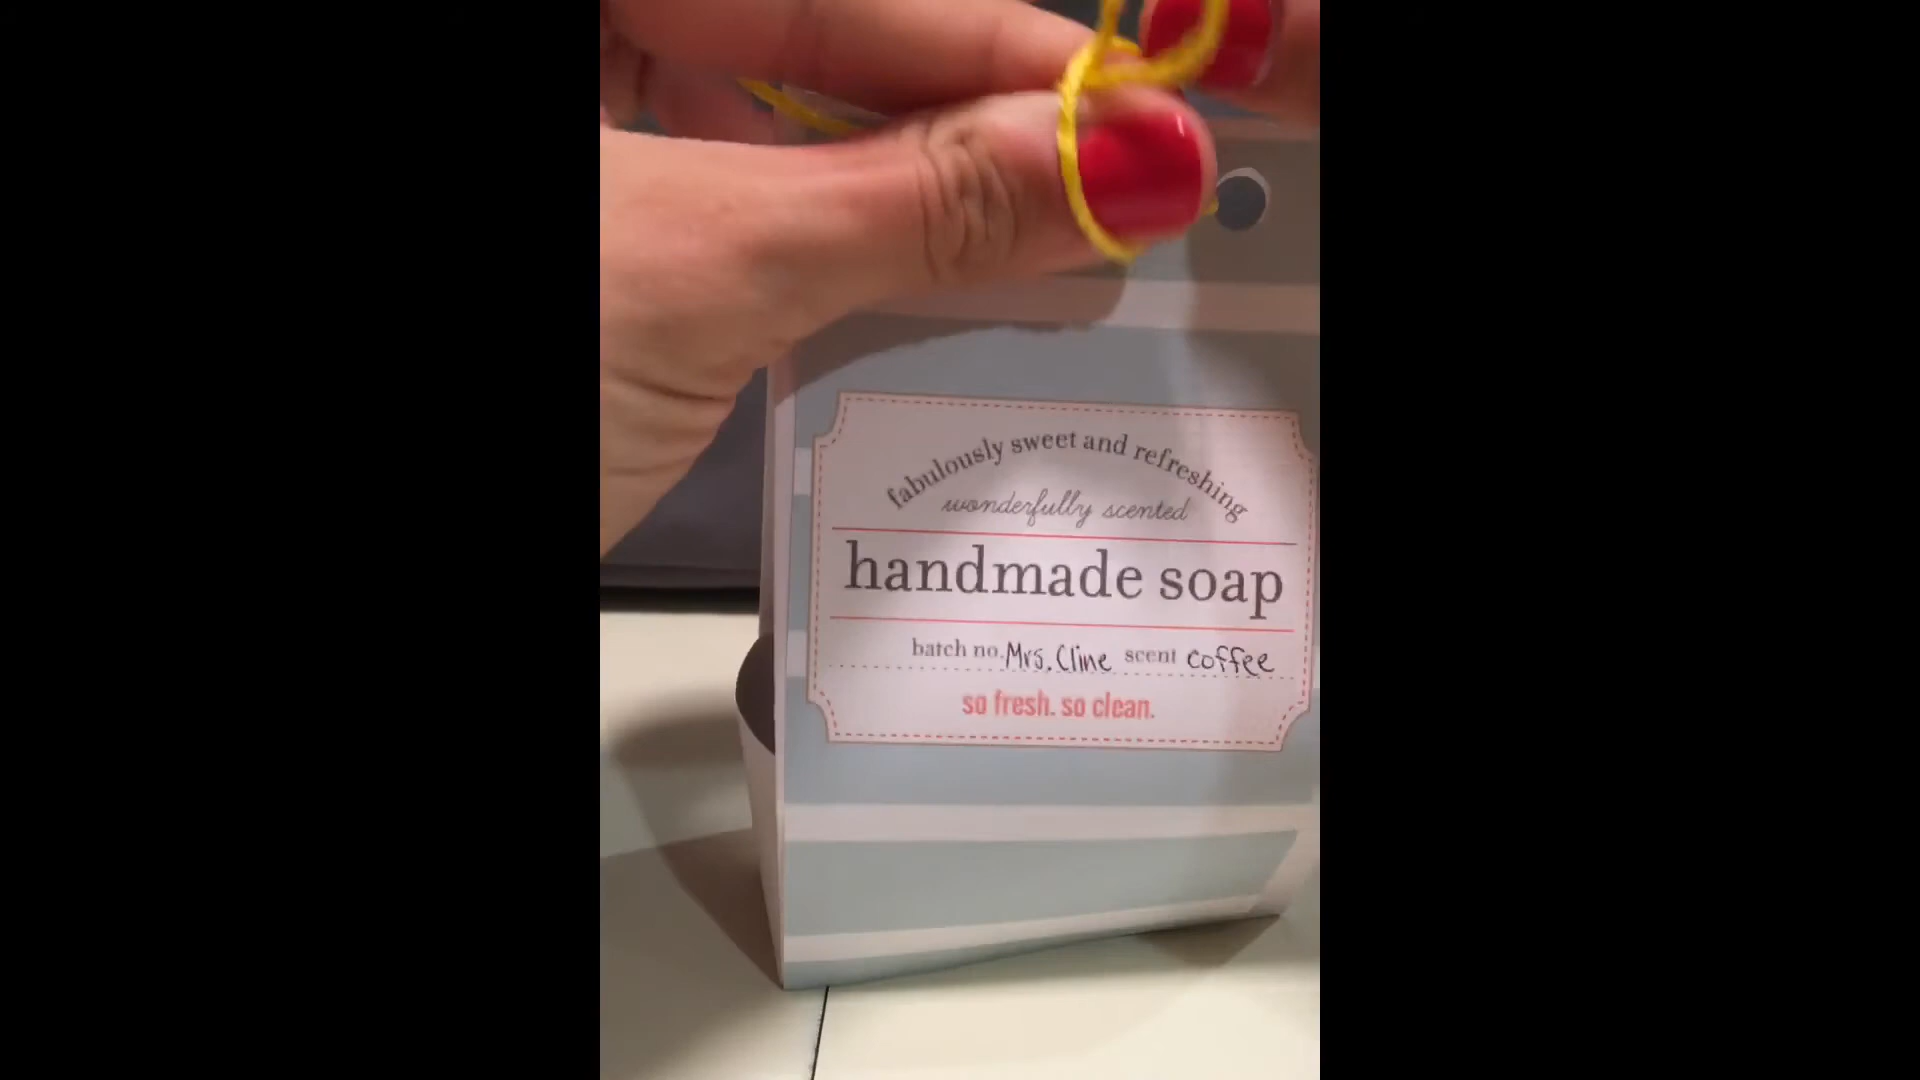 fabulously sweet and refreshing
wonderfully scented
handmade soap
batch no. Mrs. Cline scent coffee
so fresh. so clean.